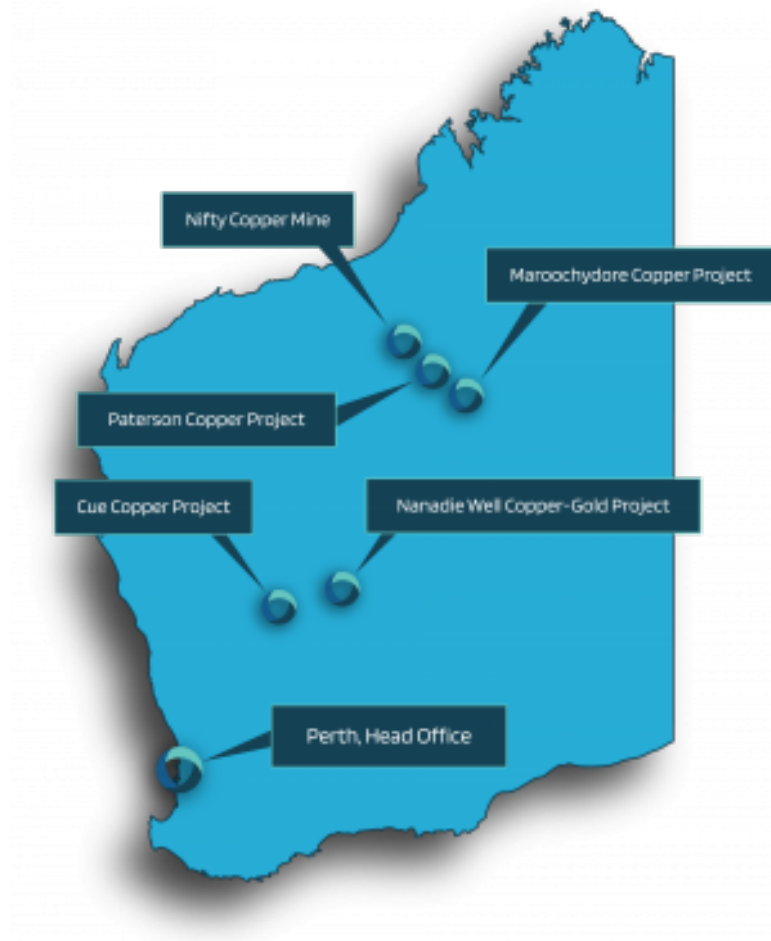 Nifty Copper Mine
Maroochydore Copper Project
Paterson Copper Project
Cue Copper Project
Nanadie Well Copper-Gold Project
Perth, Head Office